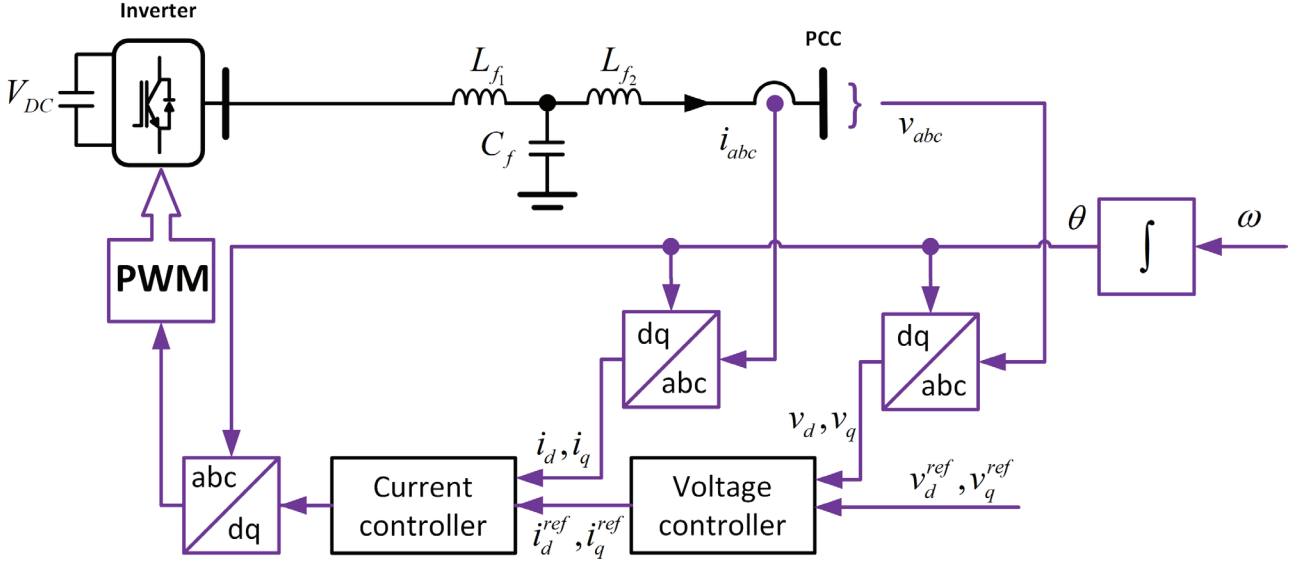 Inverter
PCC
V_DC
L_f1
L_f2
C_f
i_abc
v_abc
θ
∫
ω
PWM
dq
abc
dq
abc
v_d, v_q
i_d, i_q
v_d^ref, v_q^ref
abc
dq
Current
controller
Voltage
controller
i_d^ref, i_q^ref